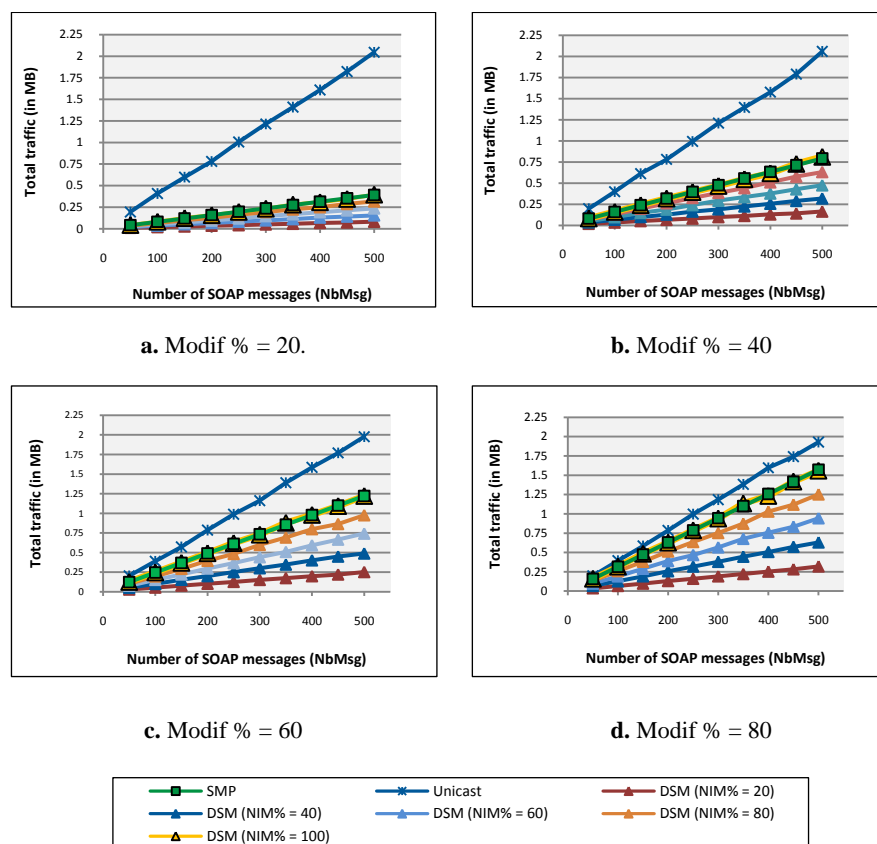 2.25
2
1.75
1.5
1.25
1
0.75
0.5
0.25
0
0 100 200 300 400 500
Total traffic (in MB)
Number of SOAP messages (NbMsg)
a. Modif % = 20.
2.25
2
1.75
1.5
1.25
1
0.75
0.5
0.25
0
0 100 200 300 400 500
Total traffic (in MB)
Number of SOAP messages (NbMsg)
b. Modif % = 40
2.25
2
1.75
1.5
1.25
1
0.75
0.5
0.25
0
0 100 200 300 400 500
Total traffic (in MB)
Number of SOAP messages (NbMsg)
c. Modif % = 60
2.25
2
1.75
1.5
1.25
1
0.75
0.5
0.25
0
0 100 200 300 400 500
Total traffic (in MB)
Number of SOAP messages (NbMsg)
d. Modif % = 80
SMP Unicast DSM (NIM% = 20)
DSM (NIM% = 40) DSM (NIM% = 60) DSM (NIM% = 80)
DSM (NIM% = 100)